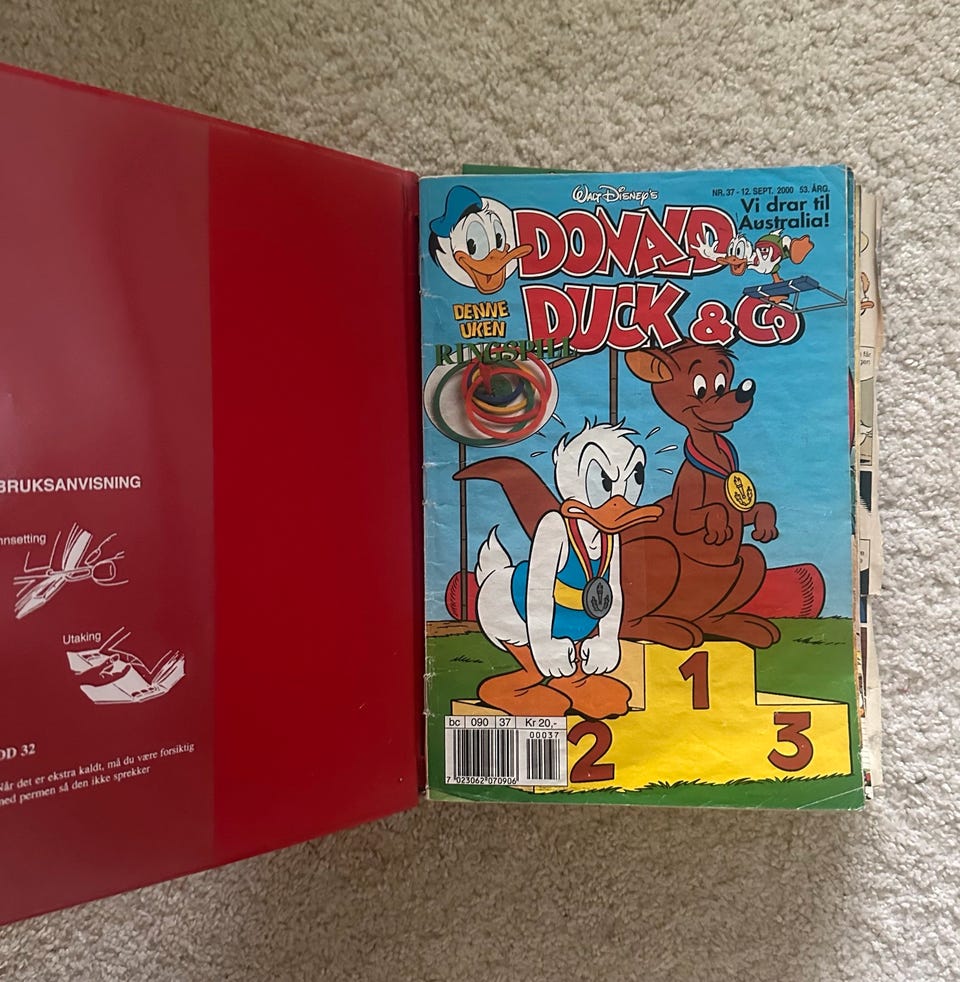 BRUKSANVISNING
Innsetting
Utaking
DD 32
Når det er ekstra kaldt, må du være forsiktig
med permen så den ikke sprekker
WALT DISNEY'S
NR. 37 - 12. SEPT. 2000 53. ÅRG.
Vi drar til
Australia!
DONALD
DUCK & Co
DENNE
UKEN
RINGSPILL
1
2
3
bc 090 37 Kr 20,-
00037
7 023062 070906